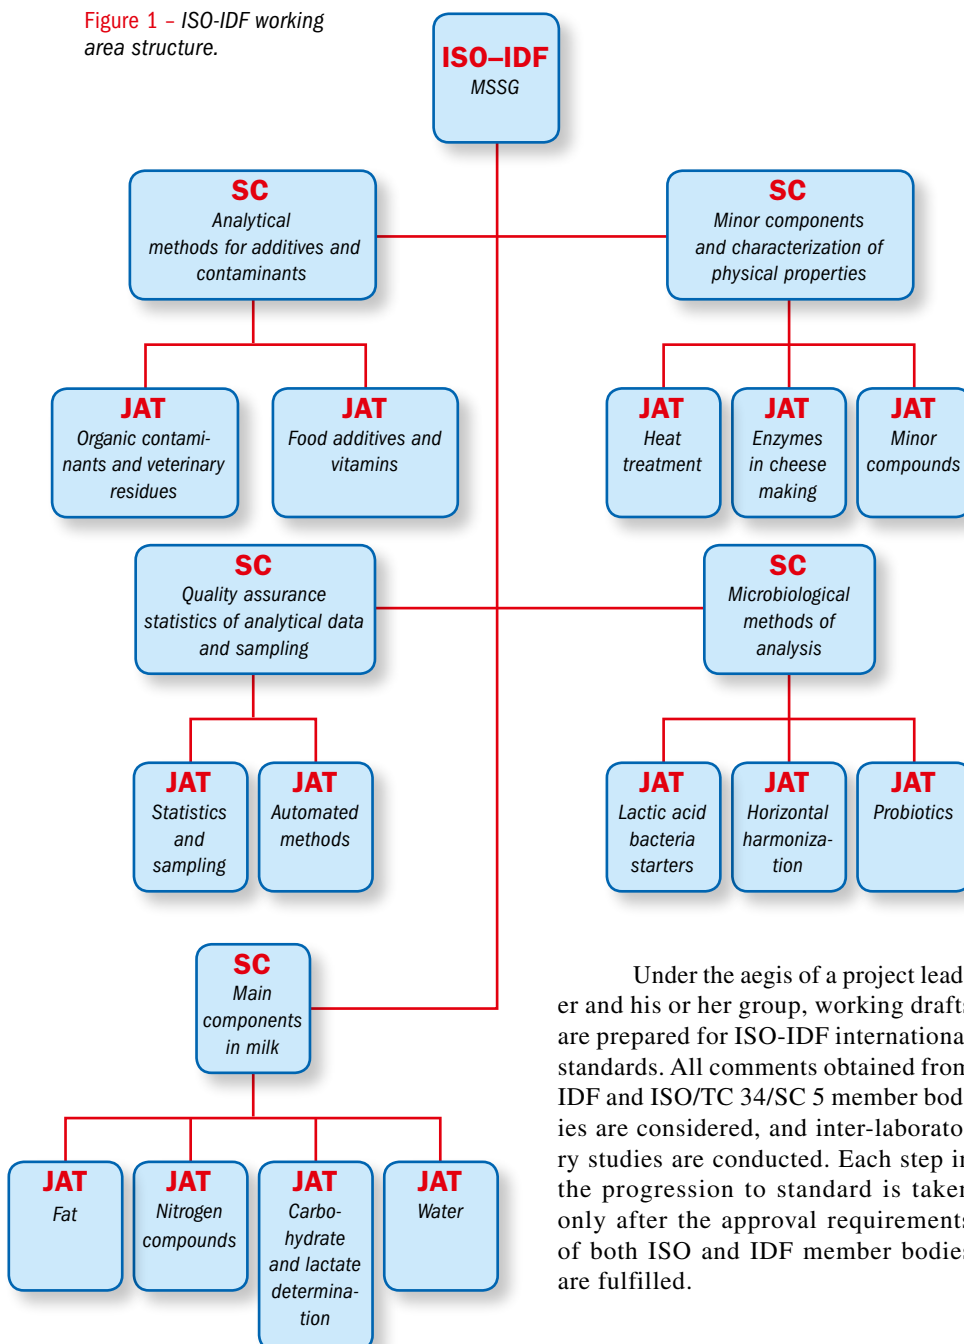 Figure 1 – ISO-IDF working
area structure.
ISO–IDF
MSSG
SC
Analytical
methods for additives and
contaminants
SC
Minor components
and characterization of
physical properties
JAT
Organic contami-
nants and veterinary
residues
JAT
Food additives and
vitamins
JAT
Heat
treatment
JAT
Enzymes
in cheese
making
JAT
Minor
compounds
SC
Quality assurance
statistics of analytical data
and sampling
SC
Microbiological
methods of
analysis
JAT
Statistics
and
sampling
JAT
Automated
methods
JAT
Lactic acid
bacteria
starters
JAT
Horizontal
harmoniza-
tion
JAT
Probiotics
SC
Main
components
in milk
JAT
Fat
JAT
Nitrogen
compounds
JAT
Carbo-
hydrate
and lactate
determina-
tion
JAT
Water
Under the aegis of a project lead
er and his or her group, working drafts
are prepared for ISO-IDF internationa
standards. All comments obtained from
IDF and ISO/TC 34/SC 5 member bod
ies are considered, and inter-laborato
ry studies are conducted. Each step in
the progression to standard is taken
only after the approval requirements
of both ISO and IDF member bodies
are fulfilled.